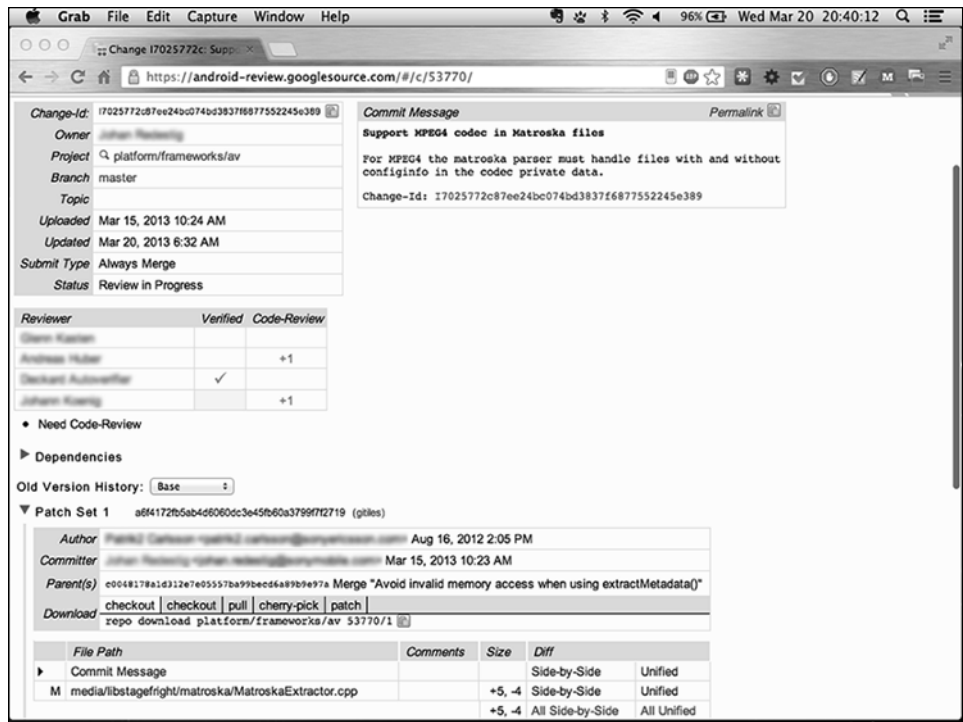 Grab File Edit Capture Window Help 96% Wed Mar 20 20:40:12
Change I7025772c: Suppo
https://android-review.googlesource.com/#/c/53770/
Change-Id: I7025772c87ee24bc074bd3837f6877552245e389
Owner
Project platform/frameworks/av
Branch master
Topic
Uploaded Mar 15, 2013 10:24 AM
Updated Mar 20, 2013 6:32 AM
Submit Type Always Merge
Status Review in Progress
Commit Message Permalink
Support MPEG4 codec in Matroska files
For MPEG4 the matroska parser must handle files with and without
configinfo in the codec private data.
Change-Id: I7025772c87ee24bc074bd3837f6877552245e389
Reviewer Verified Code-Review
+1
✓
+1
• Need Code-Review
Dependencies
Old Version History: Base
Patch Set 1 a6f4172fb5ab4d6060dc3e45fb60a3799f7f2719 (gitiles)
Author Aug 16, 2012 2:05 PM
Committer Mar 15, 2013 10:23 AM
Parent(s) c0048178a1d312e7e05557ba99becd6a89b9e97a Merge "Avoid invalid memory access when using extractMetadata()"
Download checkout | checkout | pull | cherry-pick | patch |
repo download platform/frameworks/av 53770/1
File Path Comments Size Diff
Commit Message Side-by-Side Unified
M media/libstagefright/matroska/MatroskaExtractor.cpp +5, -4 Side-by-Side Unified
+5, -4 All Side-by-Side All Unified